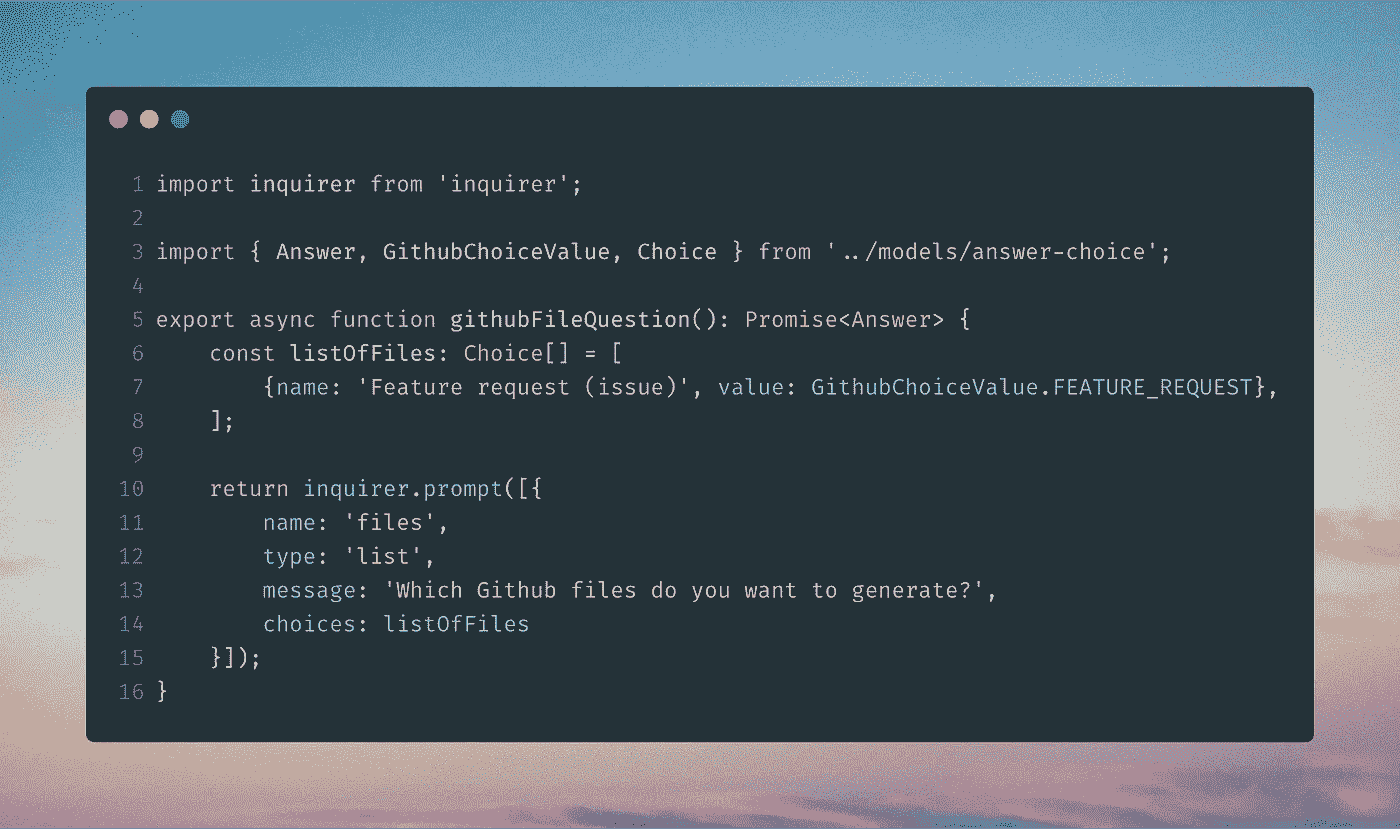 1 import inquirer from 'inquirer';
2
3 import { Answer, GithubChoiceValue, Choice } from '../models/answer-choice';
4
5 export async function githubFileQuestion(): Promise<Answer> {
6     const listOfFiles: Choice[] = [
7         {name: 'Feature request (issue)', value: GithubChoiceValue.FEATURE_REQUEST},
8     ];
9
10     return inquirer.prompt([{
11         name: 'files',
12         type: 'list',
13         message: 'Which Github files do you want to generate?',
14         choices: listOfFiles
15     }]);
16 }